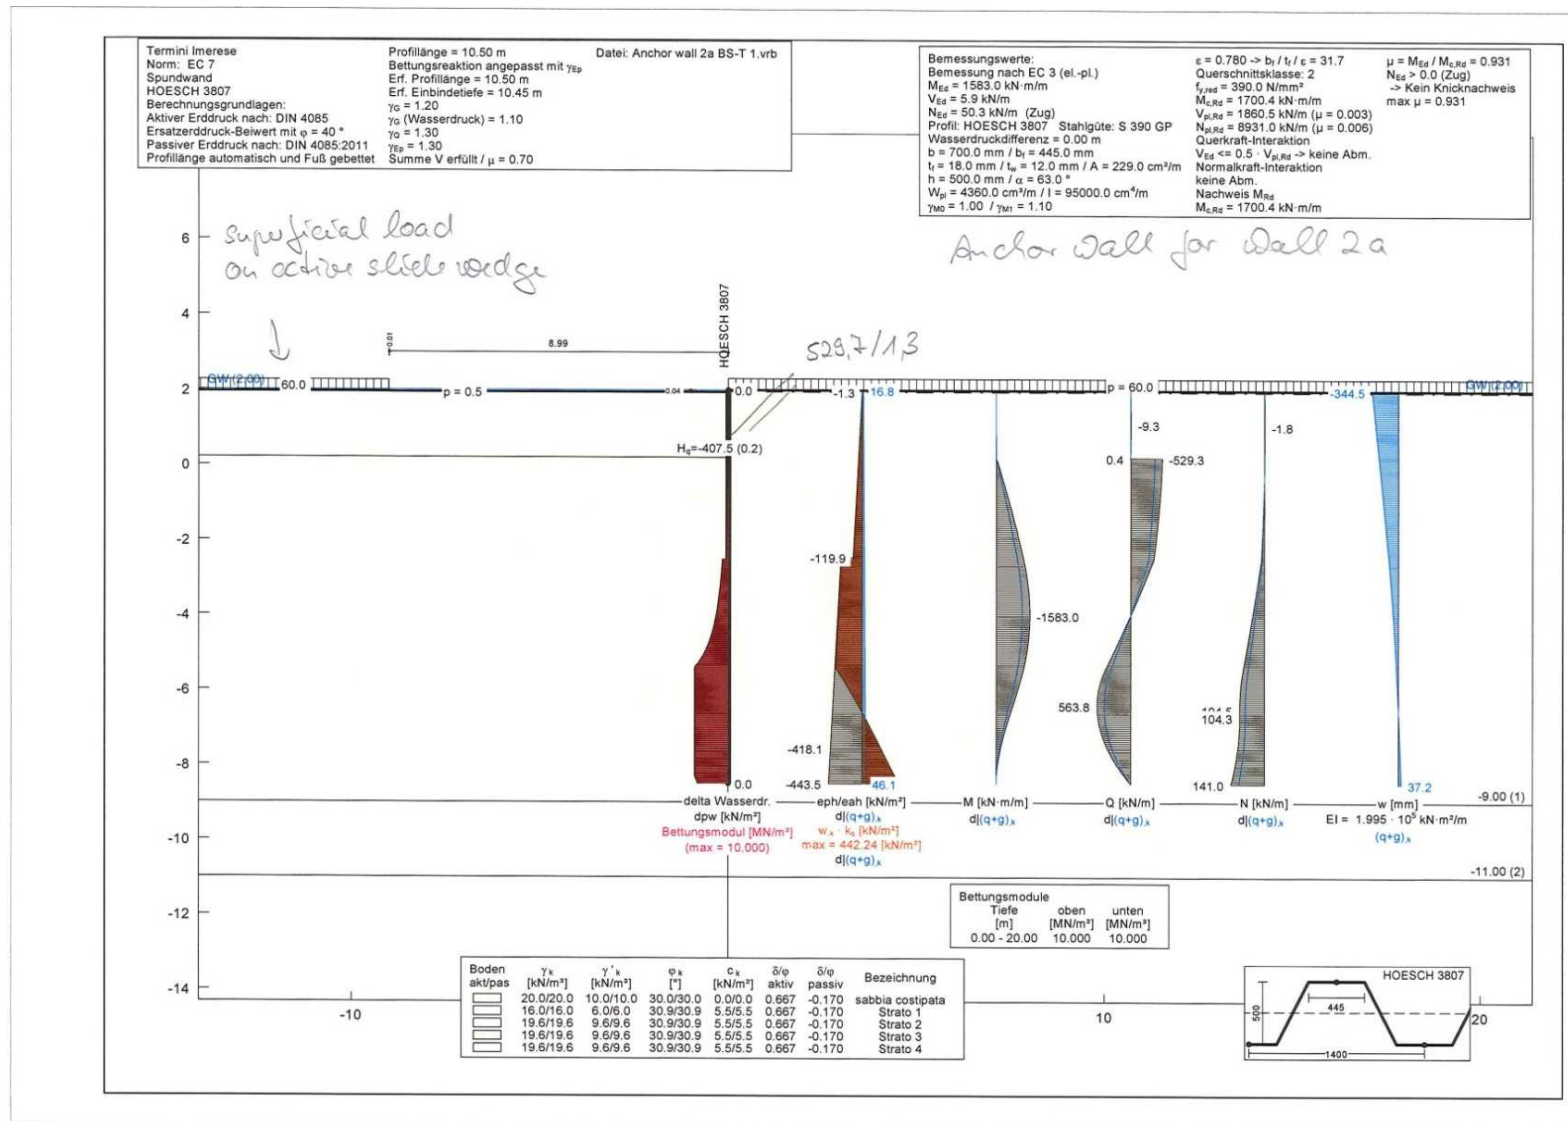 Termini Imerese
Norm: EC 7
Spundwand
HOESCH 3807
Berechnungsgrundlagen:
Aktiver Erddruck nach: DIN 4085
Ersatzerddruck-Beiwert mit φ = 40 °
Passiver Erddruck nach: DIN 4085:2011
Profillänge automatisch und Fuß gebettet
Profillänge = 10.50 m
Bettungsreaktion angepasst mit γEp
Erf. Profillänge = 10.50 m
Erf. Einbindetiefe = 10.45 m
γG = 1.20
γG (Wasserdruck) = 1.10
γQ = 1.30
γEp = 1.30
Summe V erfüllt / μ = 0.70
Datei: Anchor wall 2a BS-T 1.vrb
Bemessungswerte:
Bemessung nach EC 3 (el.-pl.)
MEd = 1583.0 kN·m/m
VEd = 5.9 kN/m
NEd = 50.3 kN/m (Zug)
Profil: HOESCH 3807 Stahlgüte: S 390 GP
Wasserdruckdifferenz = 0.00 m
b = 700.0 mm / bf = 445.0 mm
tf = 18.0 mm / tw = 12.0 mm / A = 229.0 cm²/m
h = 500.0 mm / α = 63.0 °
Wpl = 4360.0 cm³/m / I = 95000.0 cm⁴/m
γM0 = 1.00 / γM1 = 1.10
ε = 0.780 -> bf / tf / ε = 31.7
Querschnittsklasse: 2
fy,red = 390.0 N/mm²
Mc,Rd = 1700.4 kN·m/m
Vpl,Rd = 1860.5 kN/m (μ = 0.003)
Npl,Rd = 8931.0 kN/m (μ = 0.006)
Querkraft-Interaktion
VEd <= 0.5 · Vpl,Rd -> keine Abm.
Normalkraft-Interaktion
keine Abm.
Nachweis MRd
Mc,Rd = 1700.4 kN·m/m
μ = MEd / Mc,Rd = 0.931
NEd > 0.0 (Zug)
-> Kein Knicknachweis
max μ = 0.931
superficial load
on active slide wedge
Anchor wall for wall 2a
529,7/1,3
HOESCH 3807
6
4
2
0
-2
-4
-6
-8
-10
-12
-14
0.01
8.99
GW (2.00)
60.0
p = 0.5
0.04
0.0
-1.3
16.8
p = 60.0
-344.5
GW (2.00)
-9.3
-1.8
Hq=-407.5 (0.2)
0.4
-529.3
-119.9
-1583.0
563.8
104.3
-418.1
-443.5
0.0
46.1
141.0
37.2
delta Wasserdr.
dpw [kN/m²]
Bettungsmodul [MN/m³]
(max = 10.000)
eph/eah [kN/m²]
d|(q+g),k
w,k · ks [kN/m²]
max = 442.24 [kN/m²]
d|(q+g),k
M [kN·m/m]
d|(q+g),k
Q [kN/m]
d|(q+g),k
N [kN/m]
d|(q+g),k
w [mm]
EI = 1.995 · 10⁵ kN·m²/m
(q+g),k
-9.00 (1)
-11.00 (2)
Bettungsmodule
Tiefe oben unten
[m] [MN/m³] [MN/m³]
0.00 - 20.00 10.000 10.000
Boden γk γ'k φk ck δ/φ δ/φ Bezeichnung
akt/pas [kN/m³] [kN/m³] [°] [kN/m²] aktiv passiv
20.0/20.0 10.0/10.0 30.0/30.0 0.0/0.0 0.667 -0.170 sabbia costipata
16.0/16.0 6.0/6.0 30.9/30.9 5.5/5.5 0.667 -0.170 Strato 1
19.6/19.6 9.6/9.6 30.9/30.9 5.5/5.5 0.667 -0.170 Strato 2
19.6/19.6 9.6/9.6 30.9/30.9 5.5/5.5 0.667 -0.170 Strato 3
19.6/19.6 9.6/9.6 30.9/30.9 5.5/5.5 0.667 -0.170 Strato 4
-10
10
20
HOESCH 3807
445
500
1400